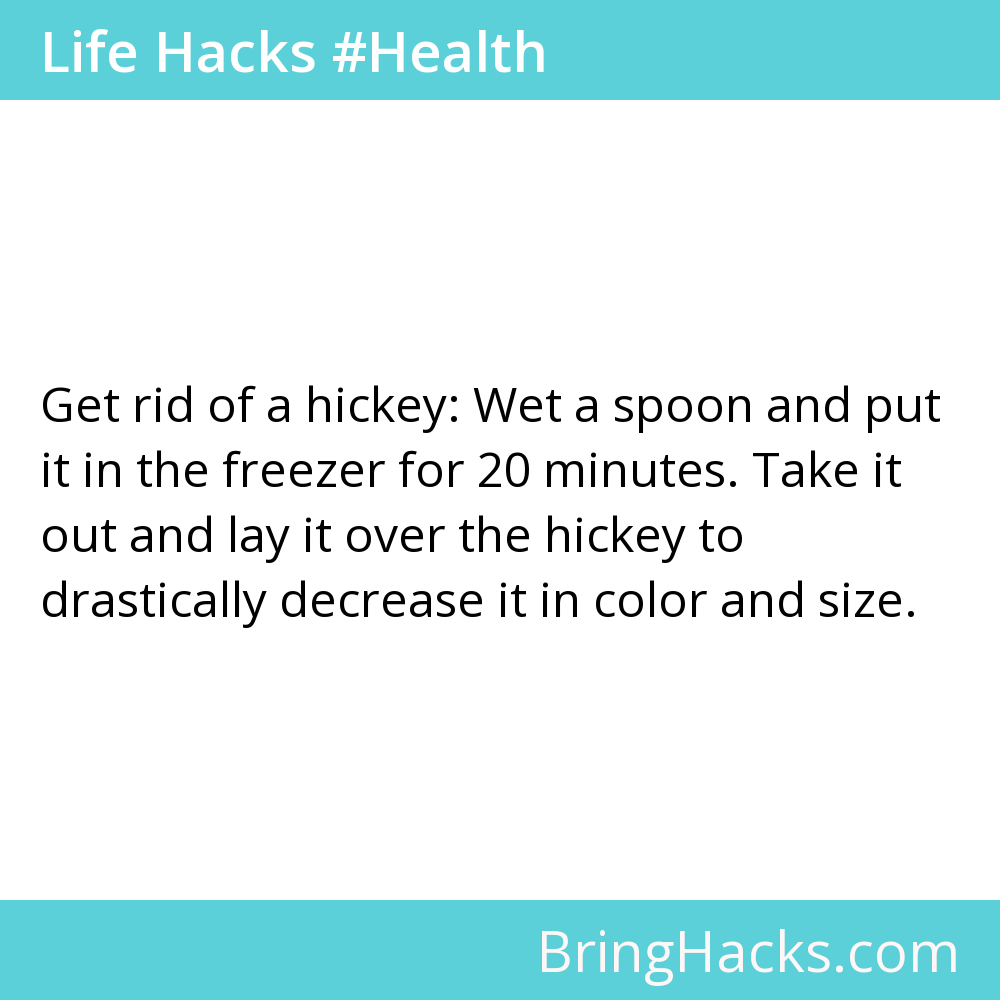 Life Hacks #Health
Get rid of a hickey: Wet a spoon and put
it in the freezer for 20 minutes. Take it
out and lay it over the hickey to
drastically decrease it in color and size.
BringHacks.com